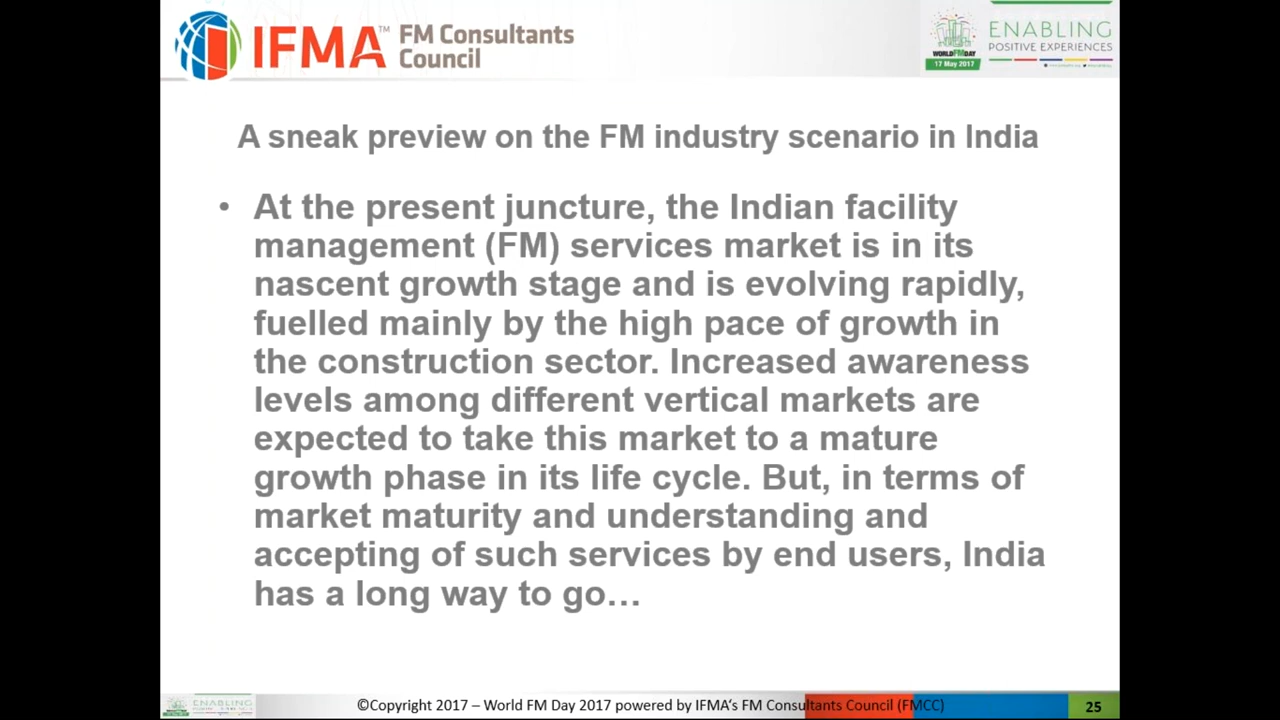 IFMA™ FM Consultants
Council
WORLD FM DAY
17 May 2017
ENABLING
POSITIVE EXPERIENCES
A sneak preview on the FM industry scenario in India
• At the present juncture, the Indian facility
management (FM) services market is in its
nascent growth stage and is evolving rapidly,
fuelled mainly by the high pace of growth in
the construction sector. Increased awareness
levels among different vertical markets are
expected to take this market to a mature
growth phase in its life cycle. But, in terms of
market maturity and understanding and
accepting of such services by end users, India
has a long way to go…
ENABLING
©Copyright 2017 – World FM Day 2017 powered by IFMA‘s FM Consultants Council (FMCC)
25